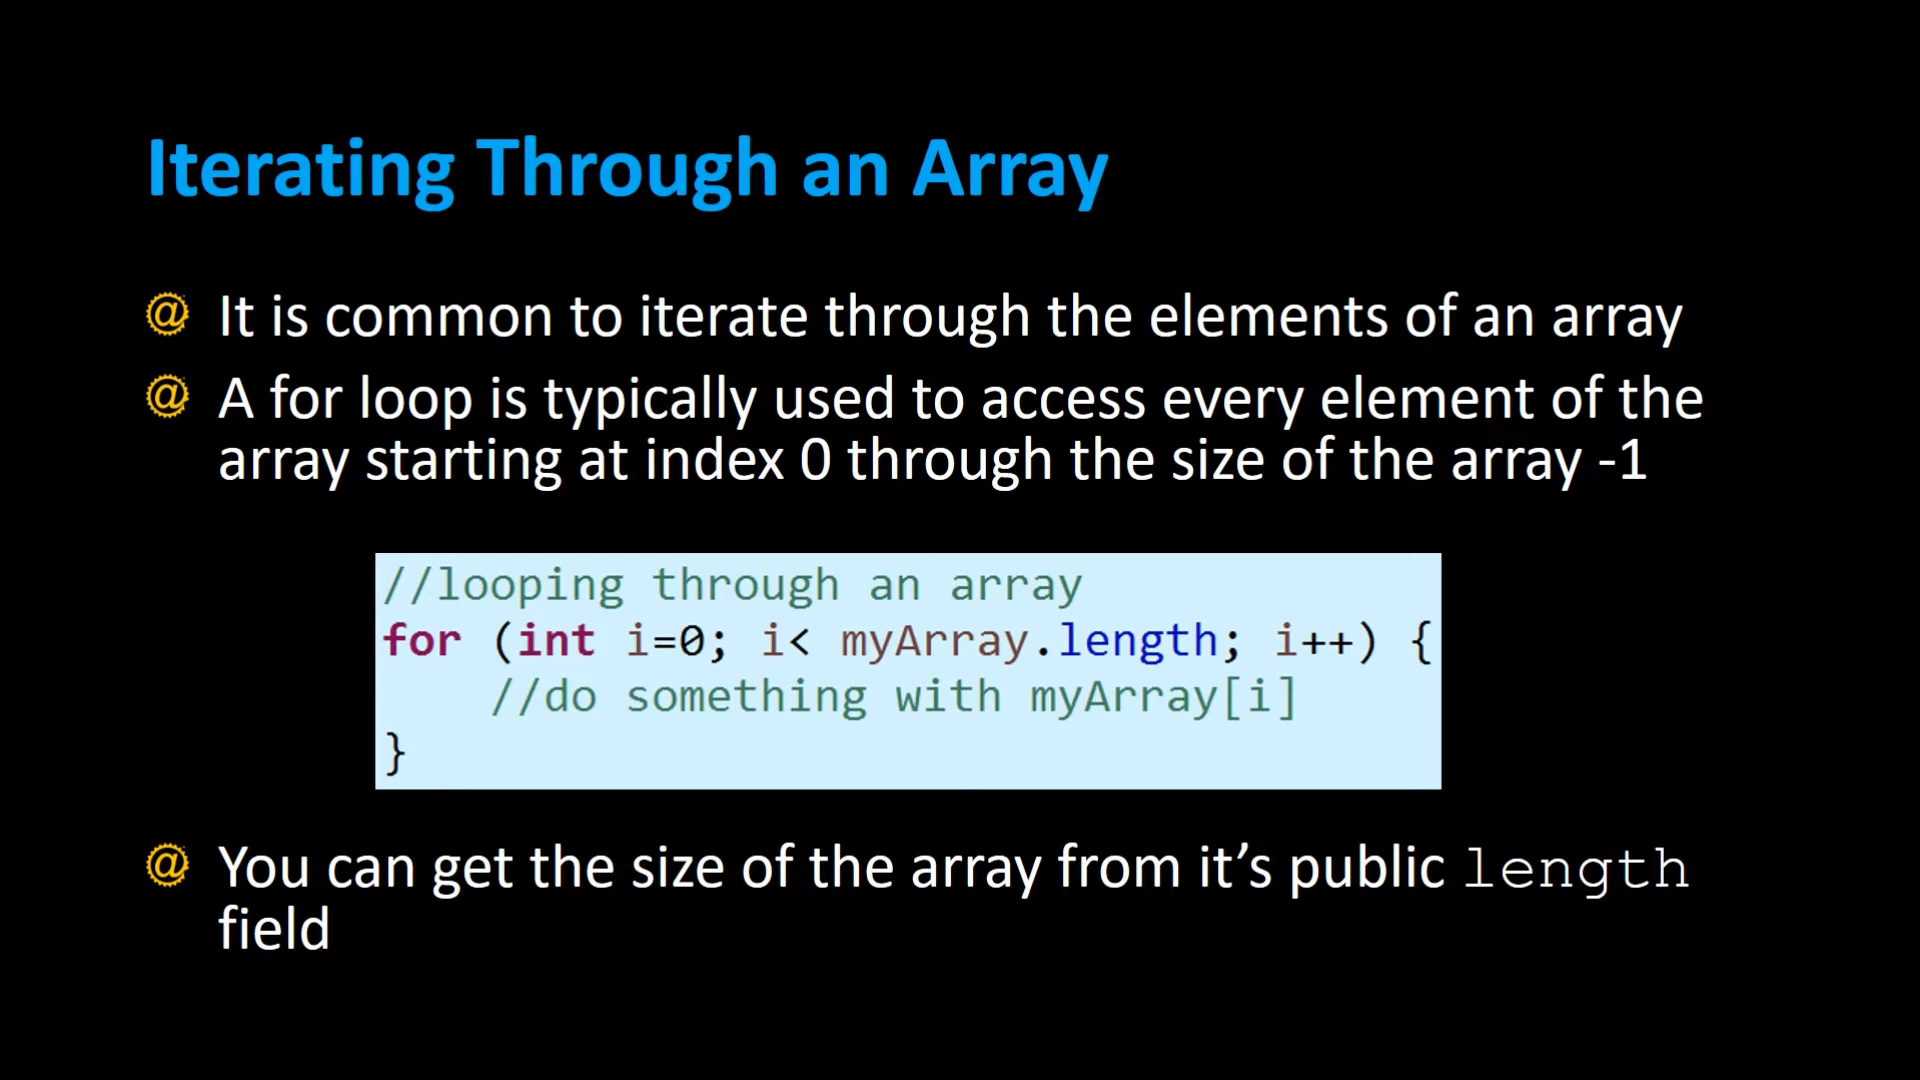 Iterating Through an Array
@ It is common to iterate through the elements of an array
@ A for loop is typically used to access every element of the
array starting at index 0 through the size of the array -1
//looping through an array
for (int i=0; i< myArray.length; i++) {
    //do something with myArray[i]
}
@ You can get the size of the array from it’s public length
field